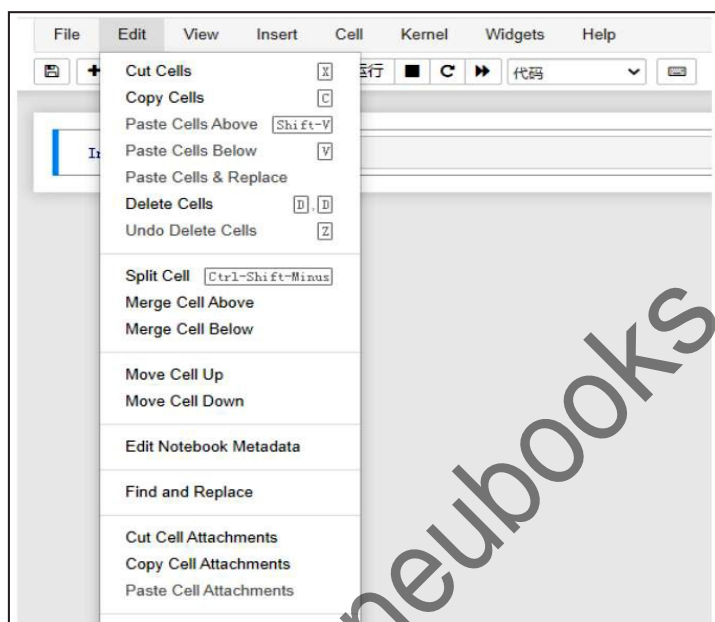 File Edit View Insert Cell Kernel Widgets Help
运行 代码
Cut Cells X
Copy Cells C
Paste Cells Above Shift-V
Paste Cells Below V
Paste Cells & Replace
Delete Cells D,D
Undo Delete Cells Z
Split Cell Ctrl-Shift-Minus
Merge Cell Above
Merge Cell Below
Move Cell Up
Move Cell Down
Edit Notebook Metadata
Find and Replace
Cut Cell Attachments
Copy Cell Attachments
Paste Cell Attachments
neubooks